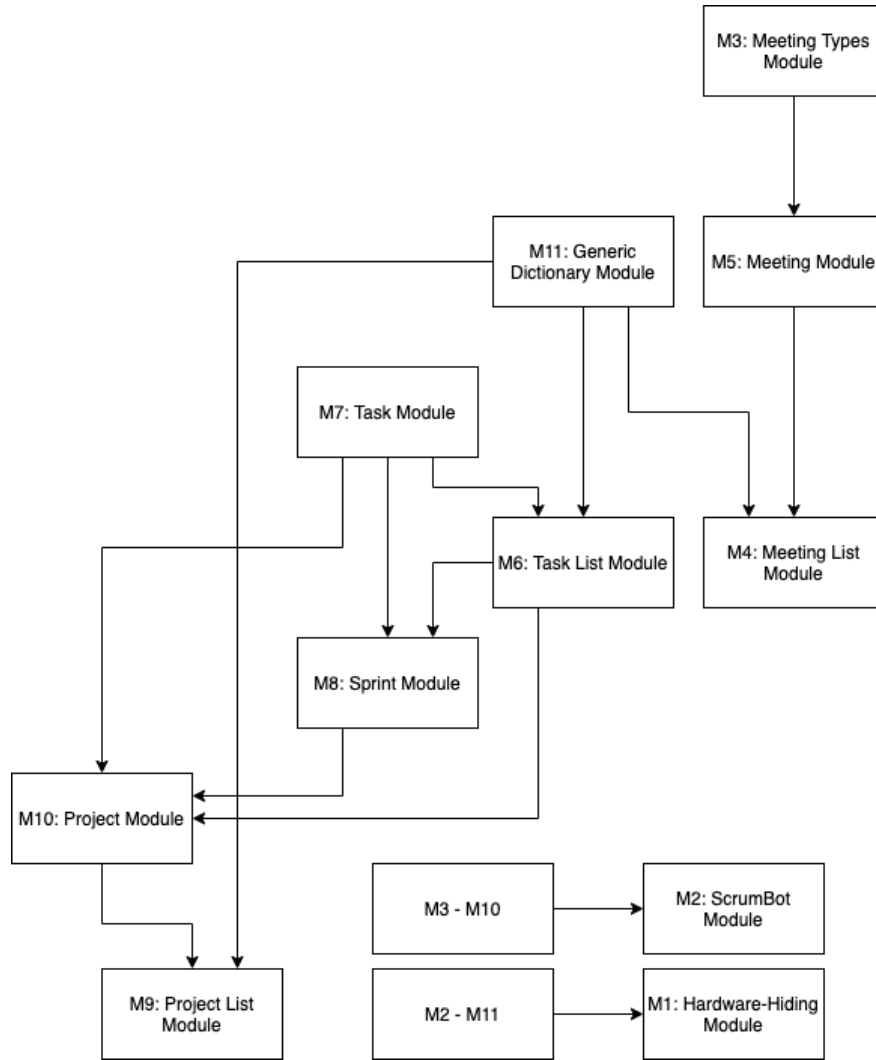 M3: Meeting Types
Module
M11: Generic
Dictionary Module
M5: Meeting Module
M7: Task Module
M6: Task List Module
M4: Meeting List
Module
M8: Sprint Module
M10: Project Module
M3 - M10
M2: ScrumBot
Module
M9: Project List
Module
M2 - M11
M1: Hardware-Hiding
Module